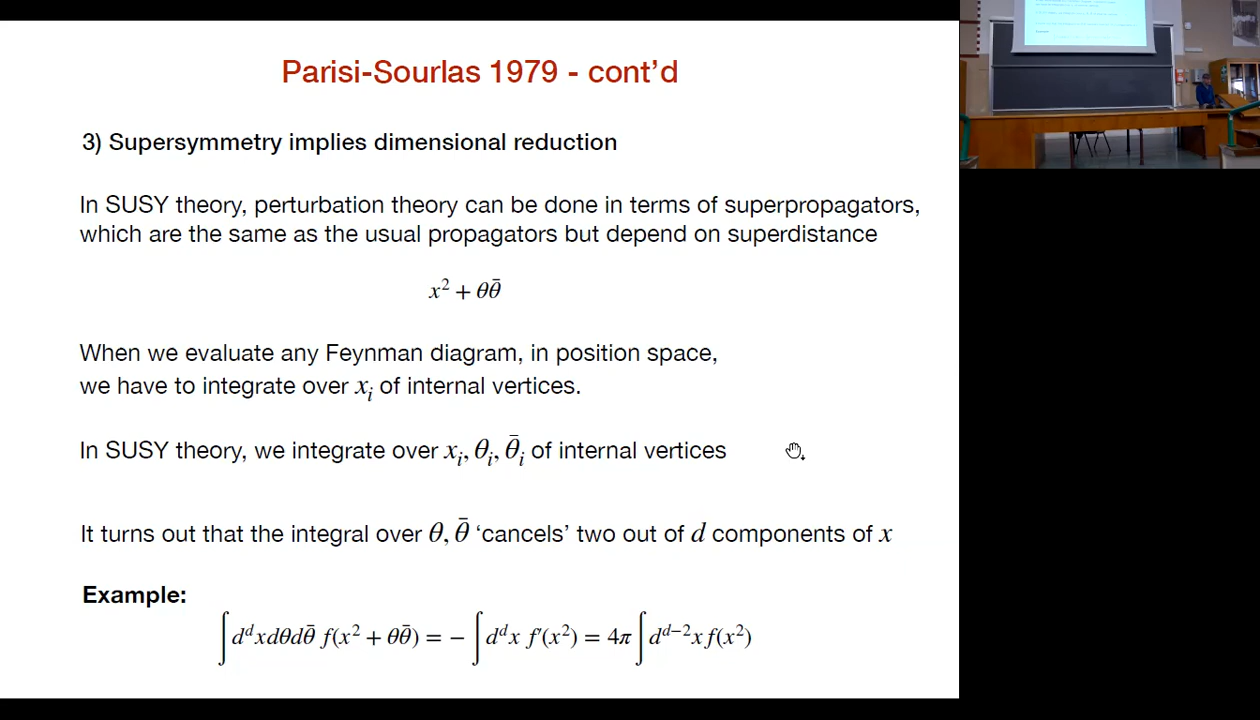 Parisi-Sourlas 1979 - cont'd
3) Supersymmetry implies dimensional reduction
In SUSY theory, perturbation theory can be done in terms of superpropagators,
which are the same as the usual propagators but depend on superdistance
x² + θθ̄
When we evaluate any Feynman diagram, in position space,
we have to integrate over xᵢ of internal vertices.
In SUSY theory, we integrate over xᵢ, θᵢ, θ̄ᵢ of internal vertices
It turns out that the integral over θ, θ̄ 'cancels' two out of d components of x
Example:
∫ dᵈxdθdθ̄ f(x² + θθ̄) = − ∫ dᵈx f′(x²) = 4π ∫ dᵈ⁻²x f(x²)